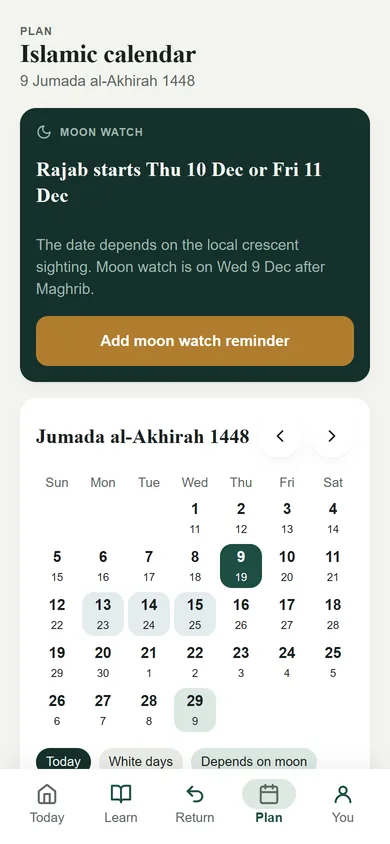 PLAN
Islamic calendar
9 Jumada al-Akhirah 1448
MOON WATCH
Rajab starts Thu 10 Dec or Fri 11
Dec
The date depends on the local crescent
sighting. Moon watch is on Wed 9 Dec after
Maghrib.
Add moon watch reminder
Jumada al-Akhirah 1448
Sun Mon Tue Wed Thu Fri Sat
1 2 3 4
11 12 13 14
5 6 7 8 9 10 11
15 16 17 18 19 20 21
12 13 14 15 16 17 18
22 23 24 25 26 27 28
19 20 21 22 23 24 25
29 30 1 2 3 4 5
26 27 28 29
6 7 8 9
Today White days Depends on moon
Today Learn Return Plan You